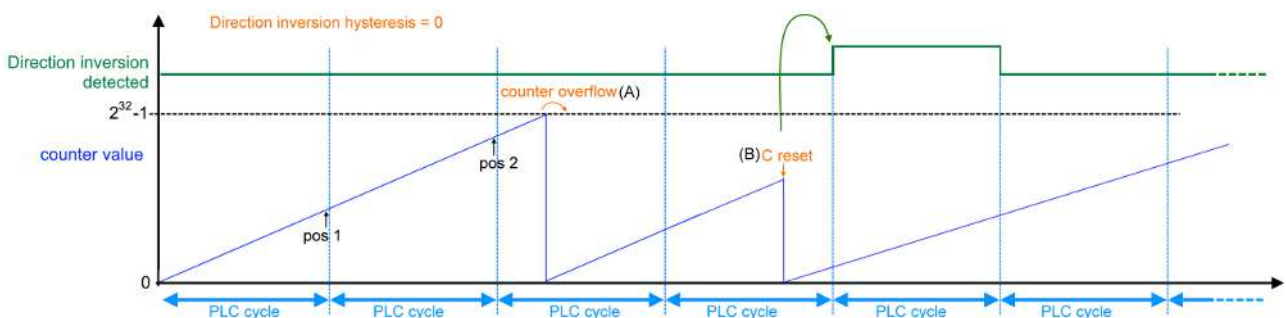 Direction inversion hysteresis = 0
Direction inversion
detected
counter overflow (A)
2³²-1
counter value
pos 2
(B) C reset
pos 1
0
PLC cycle
PLC cycle
PLC cycle
PLC cycle
PLC cycle
PLC cycle